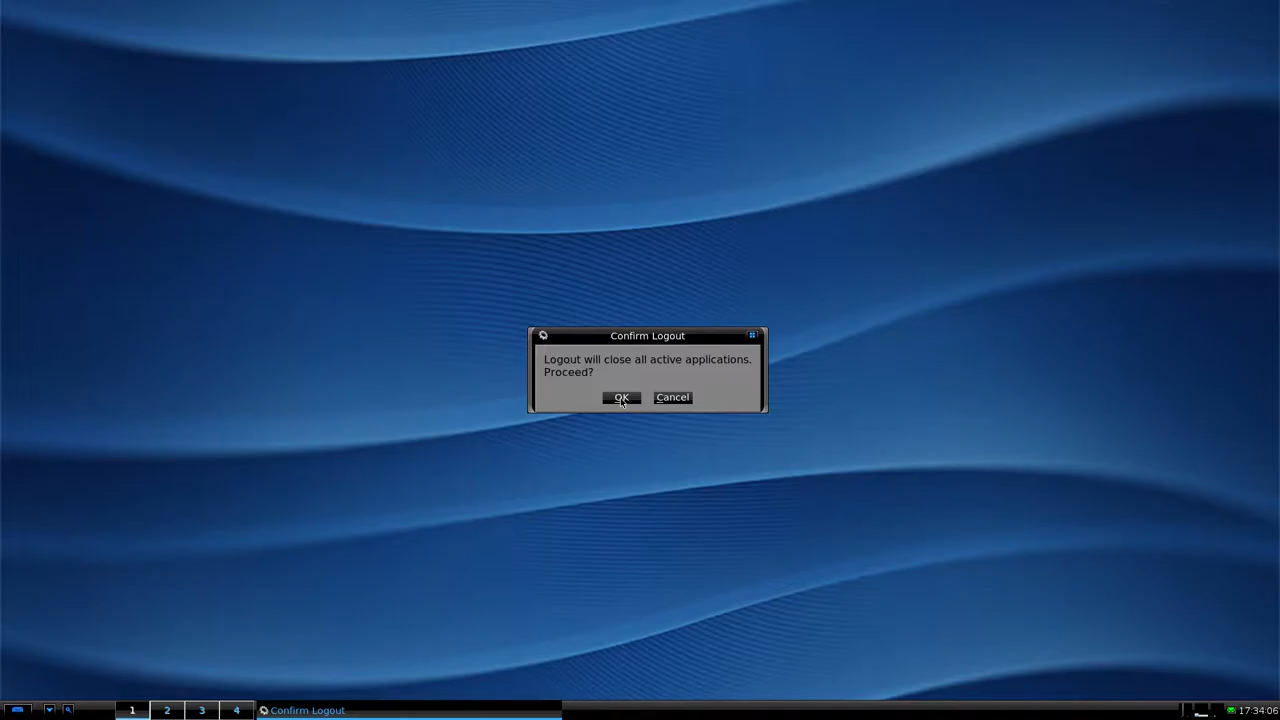 Confirm Logout
Logout will close all active applications.
Proceed?
OK
Cancel
1
2
3
4
Confirm Logout
17:34:06